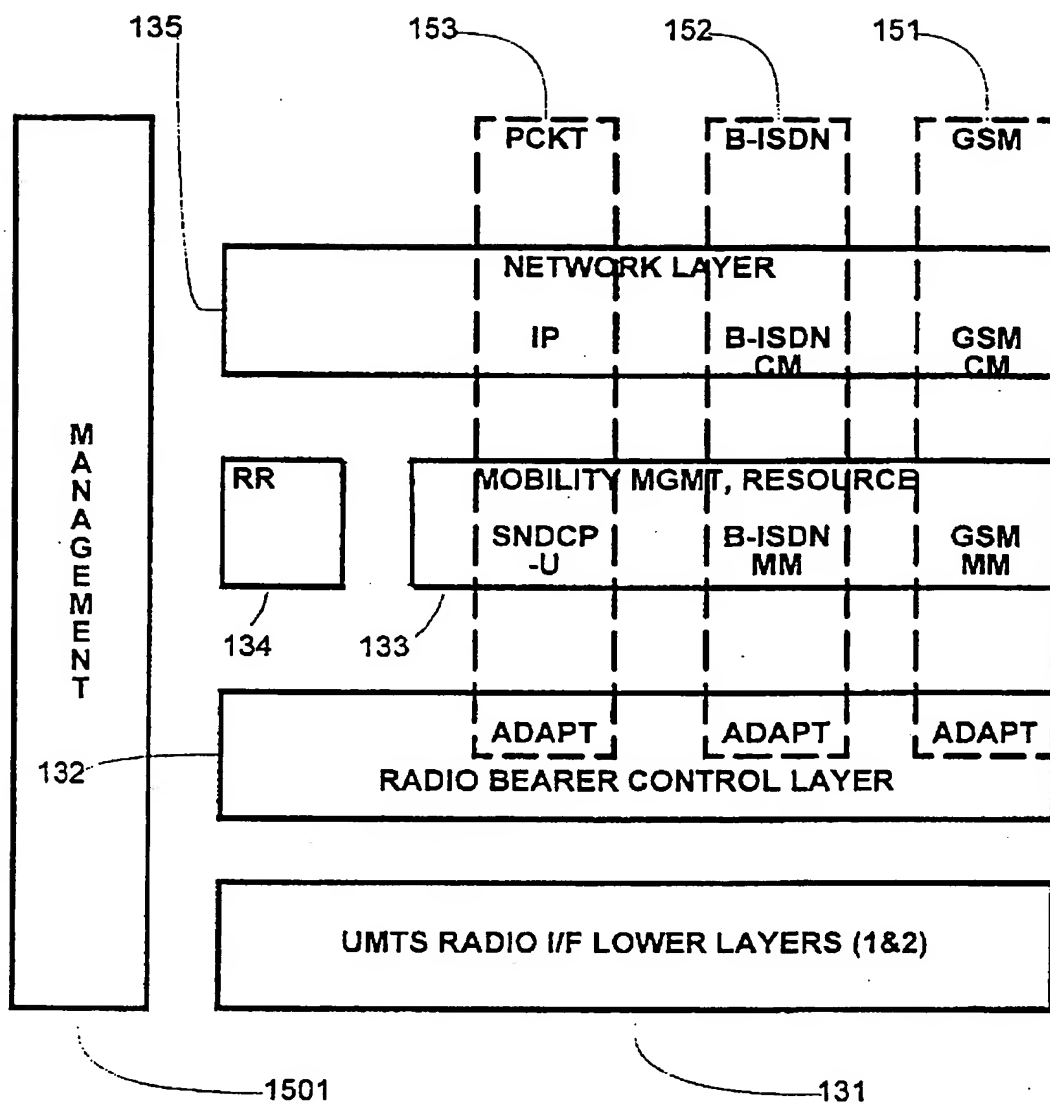 135 153 152 151
PCKT B-ISDN GSM
NETWORK LAYER
IP B-ISDN CM GSM CM
MANAGEMENT
RR
MOBILITY MGMT, RESOURCE
SNDCP -U B-ISDN MM GSM MM
134 133
ADAPT ADAPT ADAPT
132
RADIO BEARER CONTROL LAYER
UMTS RADIO I/F LOWER LAYERS (1&2)
1501 131